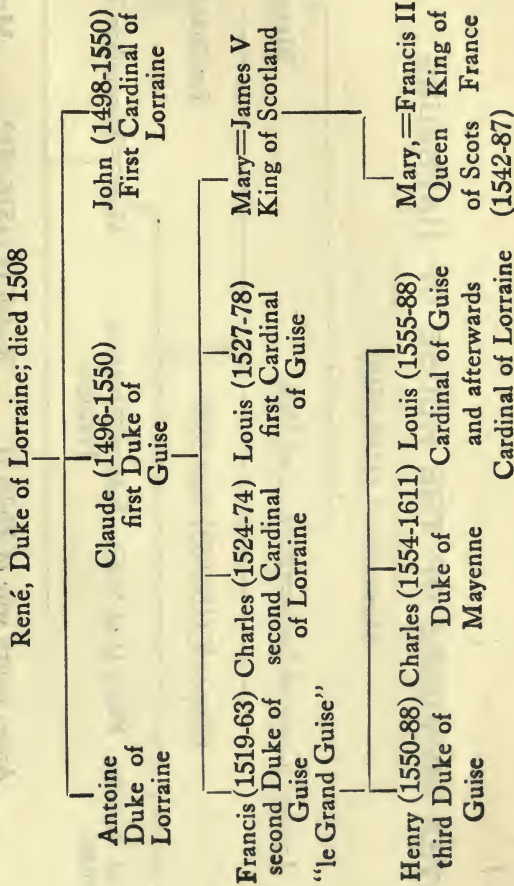 René, Duke of Lorraine; died 1508
Antoine
Duke of
Lorraine
Claude (1496-1550)
first Duke of
Guise
John (1498-1550)
First Cardinal of
Lorraine
Francis (1519-63)
second Duke of
Guise
"le Grand Guise"
Charles (1524-74)
second Cardinal
of Lorraine
Louis (1527-78)
first Cardinal
of Guise
Mary=James V
King of Scotland
Henry (1550-88)
third Duke of
Guise
Charles (1554-1611)
Duke of
Mayenne
Louis (1555-88)
Cardinal of Guise
and afterwards
Cardinal of Lorraine
Mary,=Francis II
Queen King of
of Scots France
(1542-87)